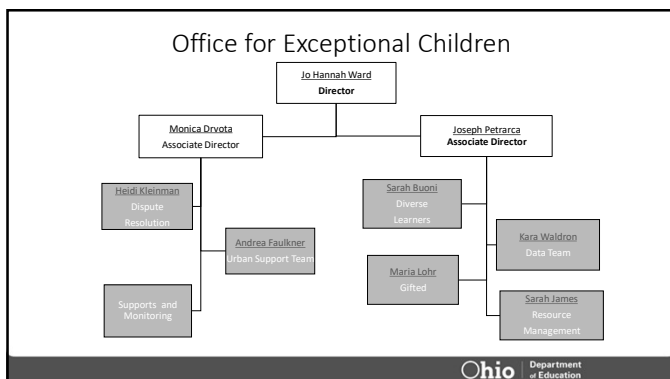 Office for Exceptional Children
Jo Hannah Ward
Director
Monica Drvota
Associate Director
Joseph Petrarca
Associate Director
Heidi Kleinman
Dispute
Resolution
Andrea Faulkner
Urban Support Team
Supports and
Monitoring
Sarah Buoni
Diverse
Learners
Kara Waldron
Data Team
Maria Lohr
Gifted
Sarah James
Resource
Management
Ohio
Department
of Education